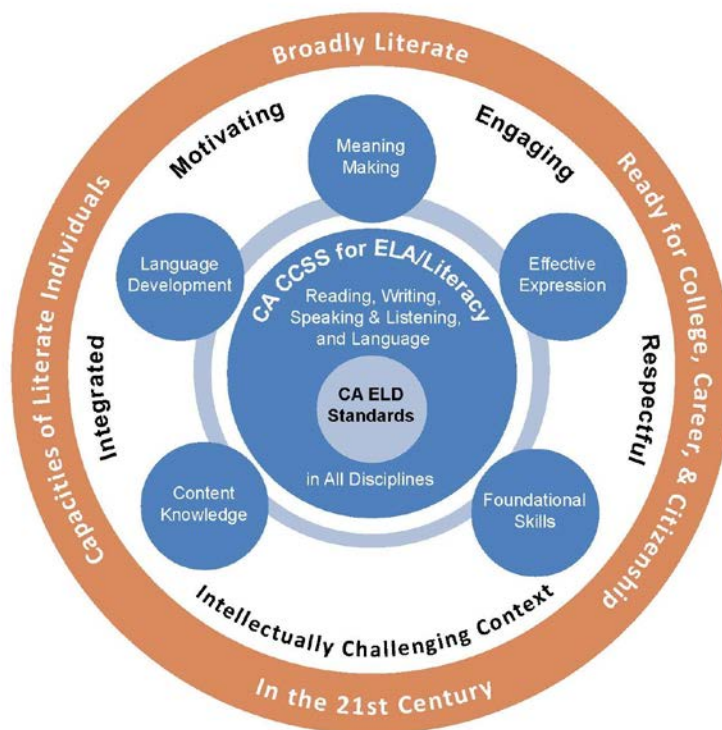 Broadly Literate
Ready for College, Career, & Citizenship
In the 21st Century
Capacities of Literate Individuals
Motivating
Engaging
Respectful
Intellectually Challenging Context
Integrated
Meaning
Making
Language
Development
Effective
Expression
Content
Knowledge
Foundational
Skills
CA CCSS for ELA/Literacy
Reading, Writing,
Speaking & Listening,
and Language
CA ELD
Standards
in All Disciplines